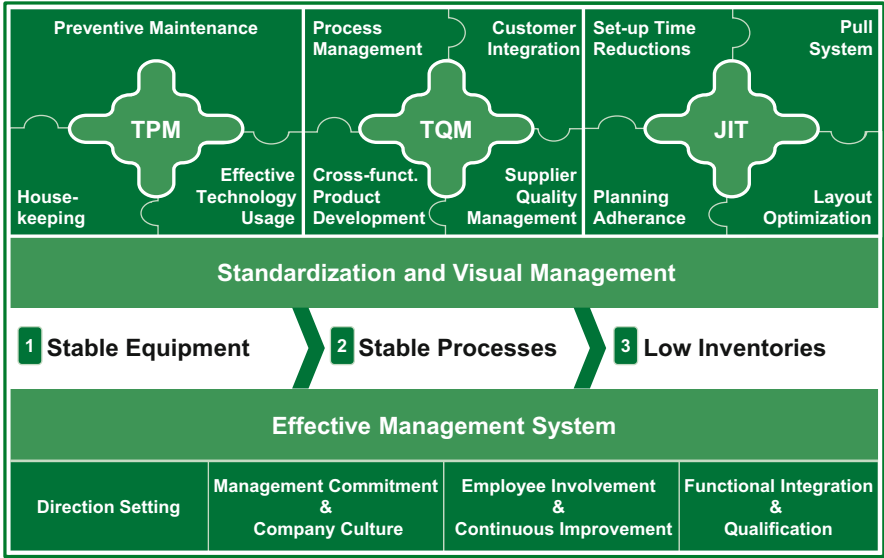 Preventive Maintenance
TPM
House-
keeping
Effective
Technology
Usage
Process
Management
Customer
Integration
TQM
Cross-funct.
Product
Development
Supplier
Quality
Management
Set-up Time
Reductions
Pull
System
JIT
Planning
Adherance
Layout
Optimization
Standardization and Visual Management
1 Stable Equipment
2 Stable Processes
3 Low Inventories
Effective Management System
Direction Setting
Management Commitment
&
Company Culture
Employee Involvement
&
Continuous Improvement
Functional Integration
&
Qualification